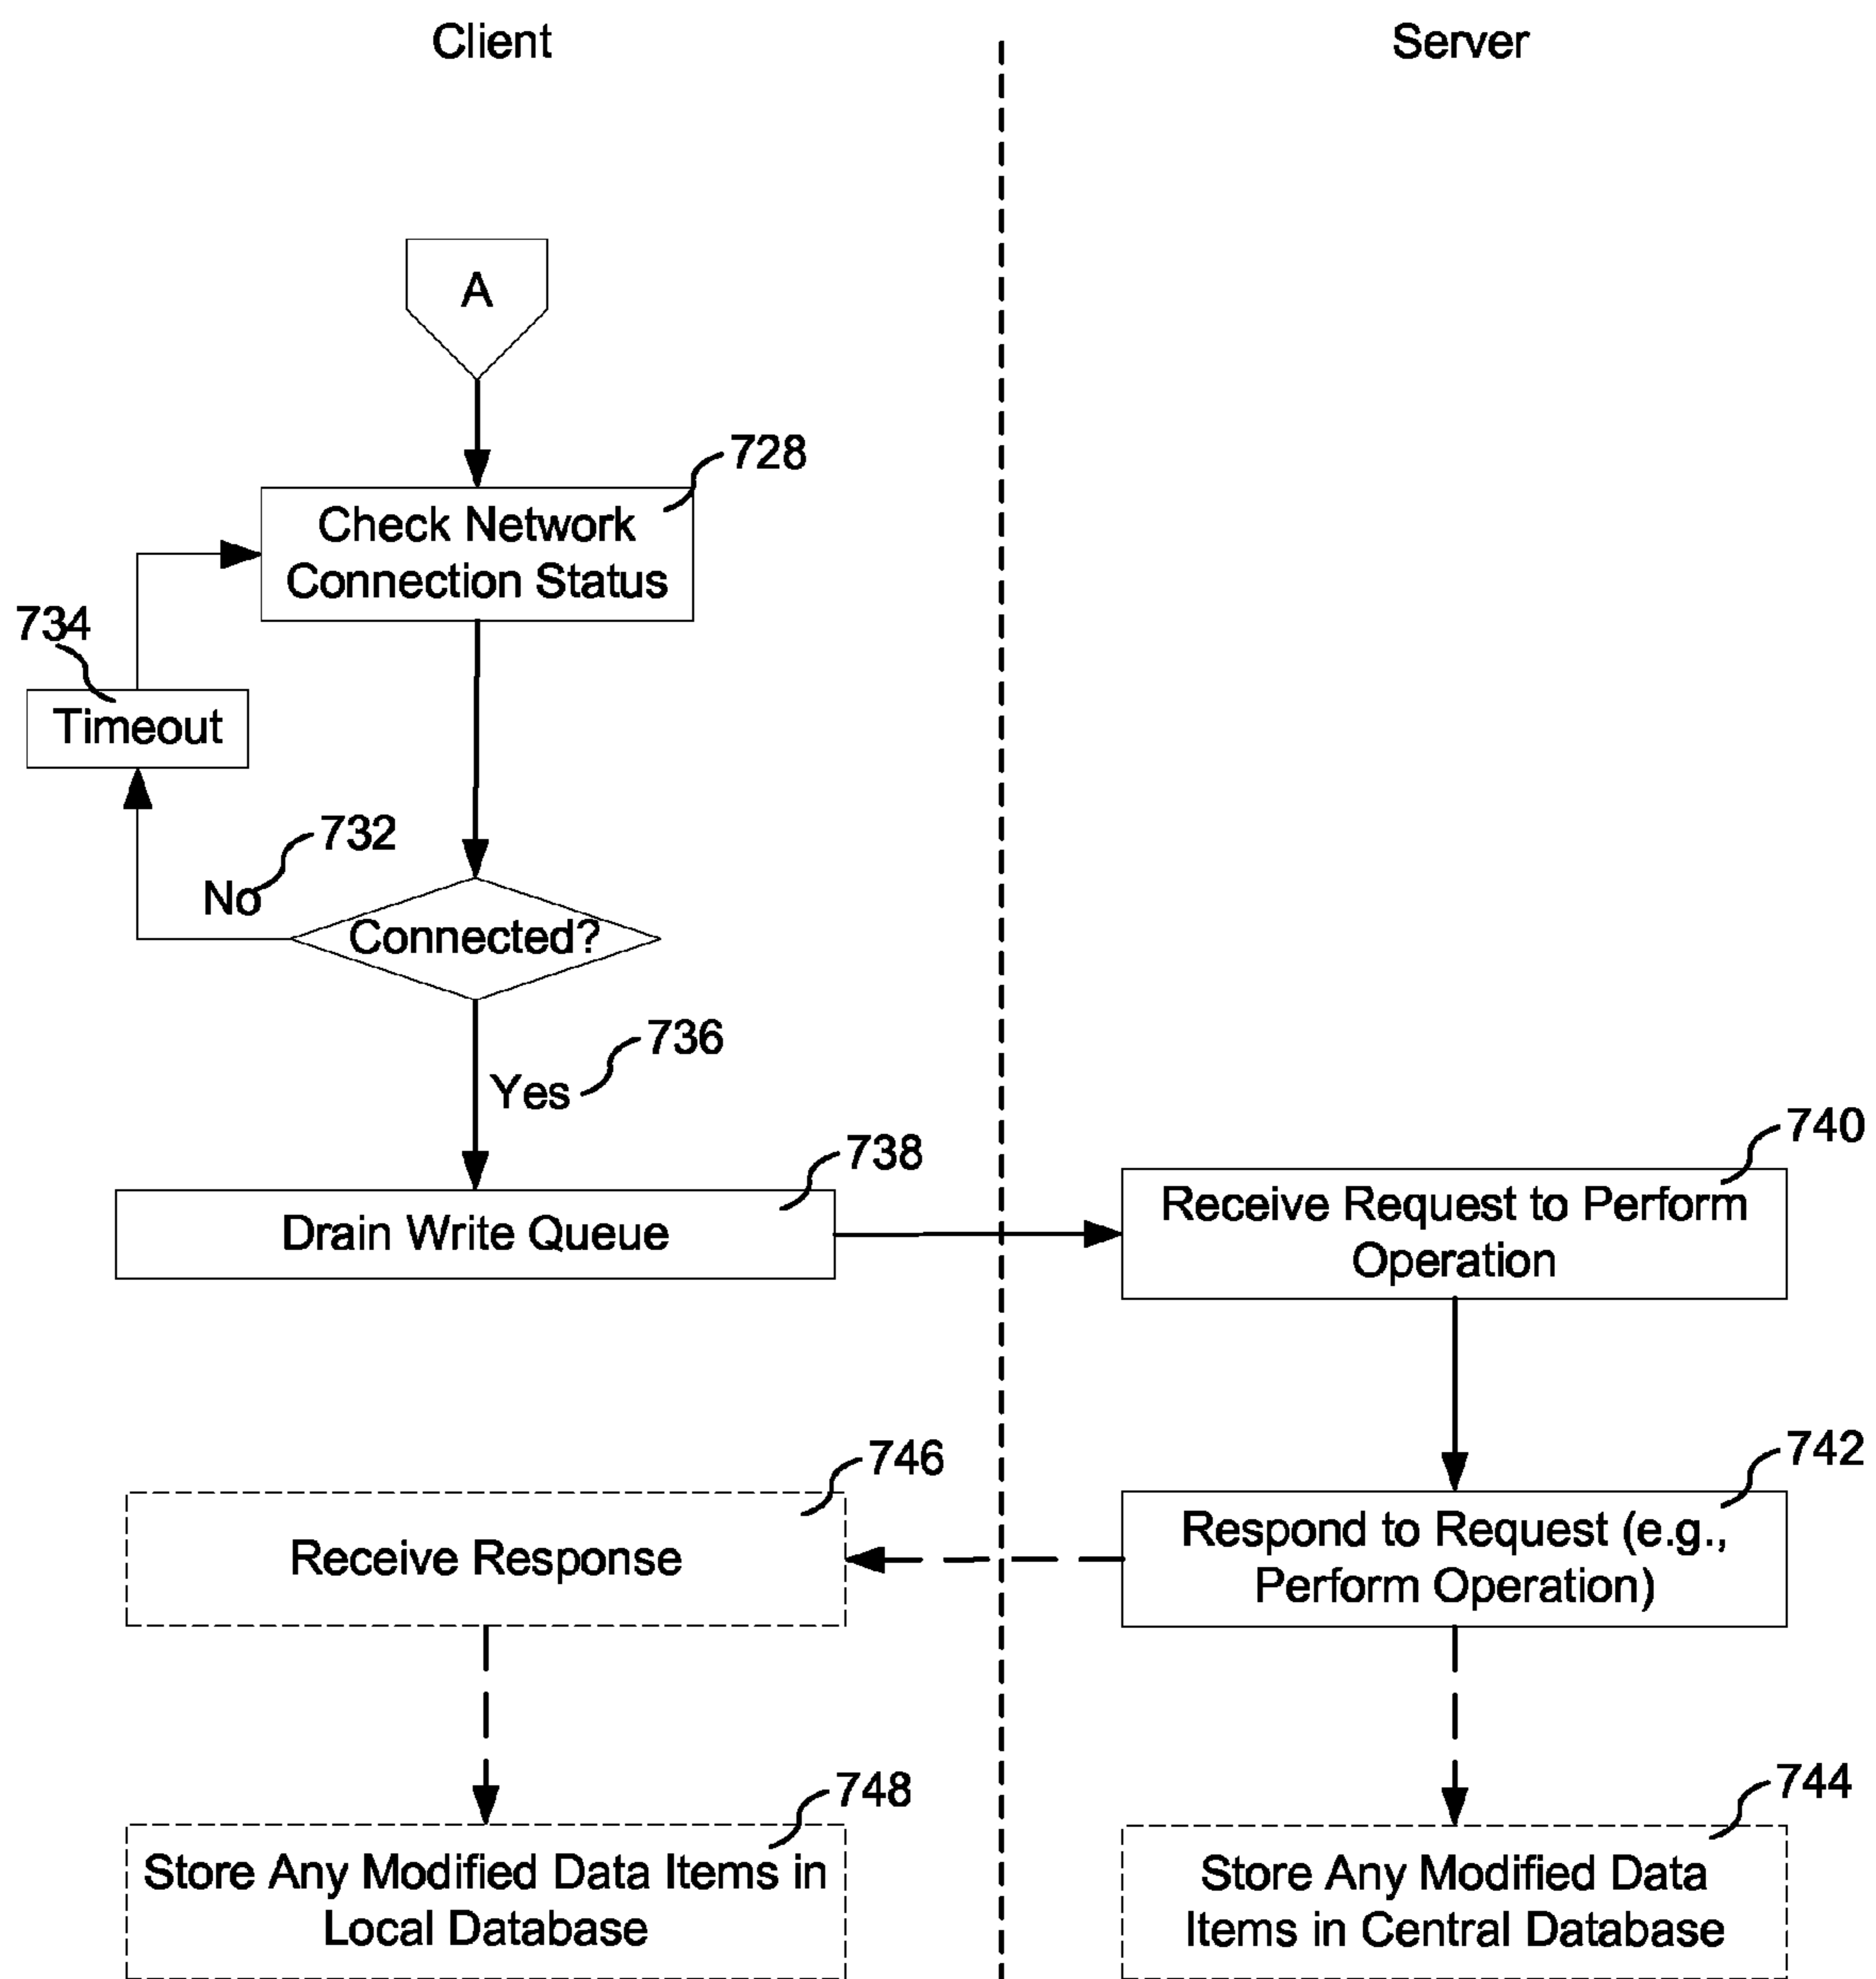 Client
Server
A
728
Check Network
Connection Status
734
Timeout
732
No
Connected?
736
Yes
738
Drain Write Queue
740
Receive Request to Perform
Operation
742
Respond to Request (e.g.,
Perform Operation)
746
Receive Response
748
Store Any Modified Data Items in
Local Database
744
Store Any Modified Data
Items in Central Database